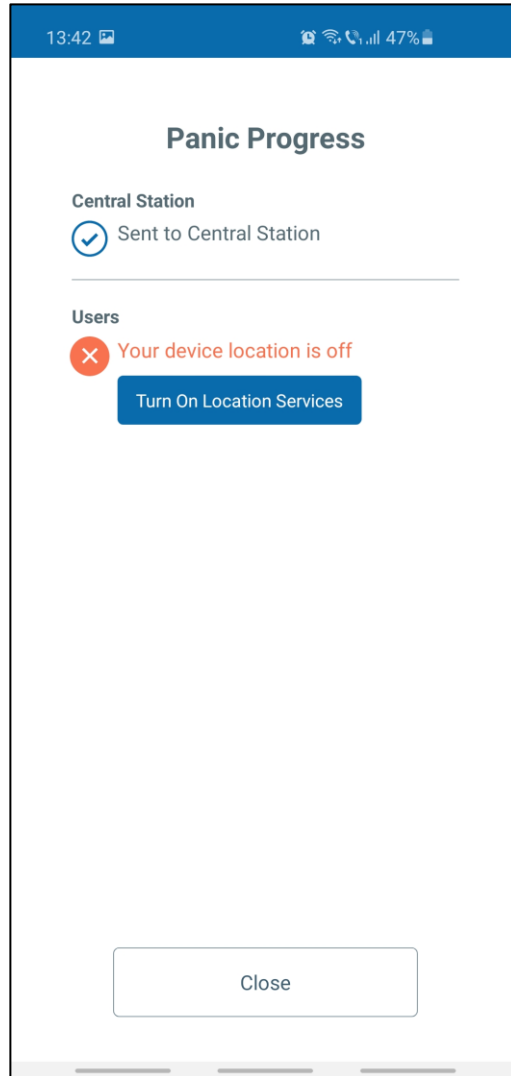 13:42 47%
Panic Progress
Central Station
Sent to Central Station
Users
Your device location is off
Turn On Location Services
Close